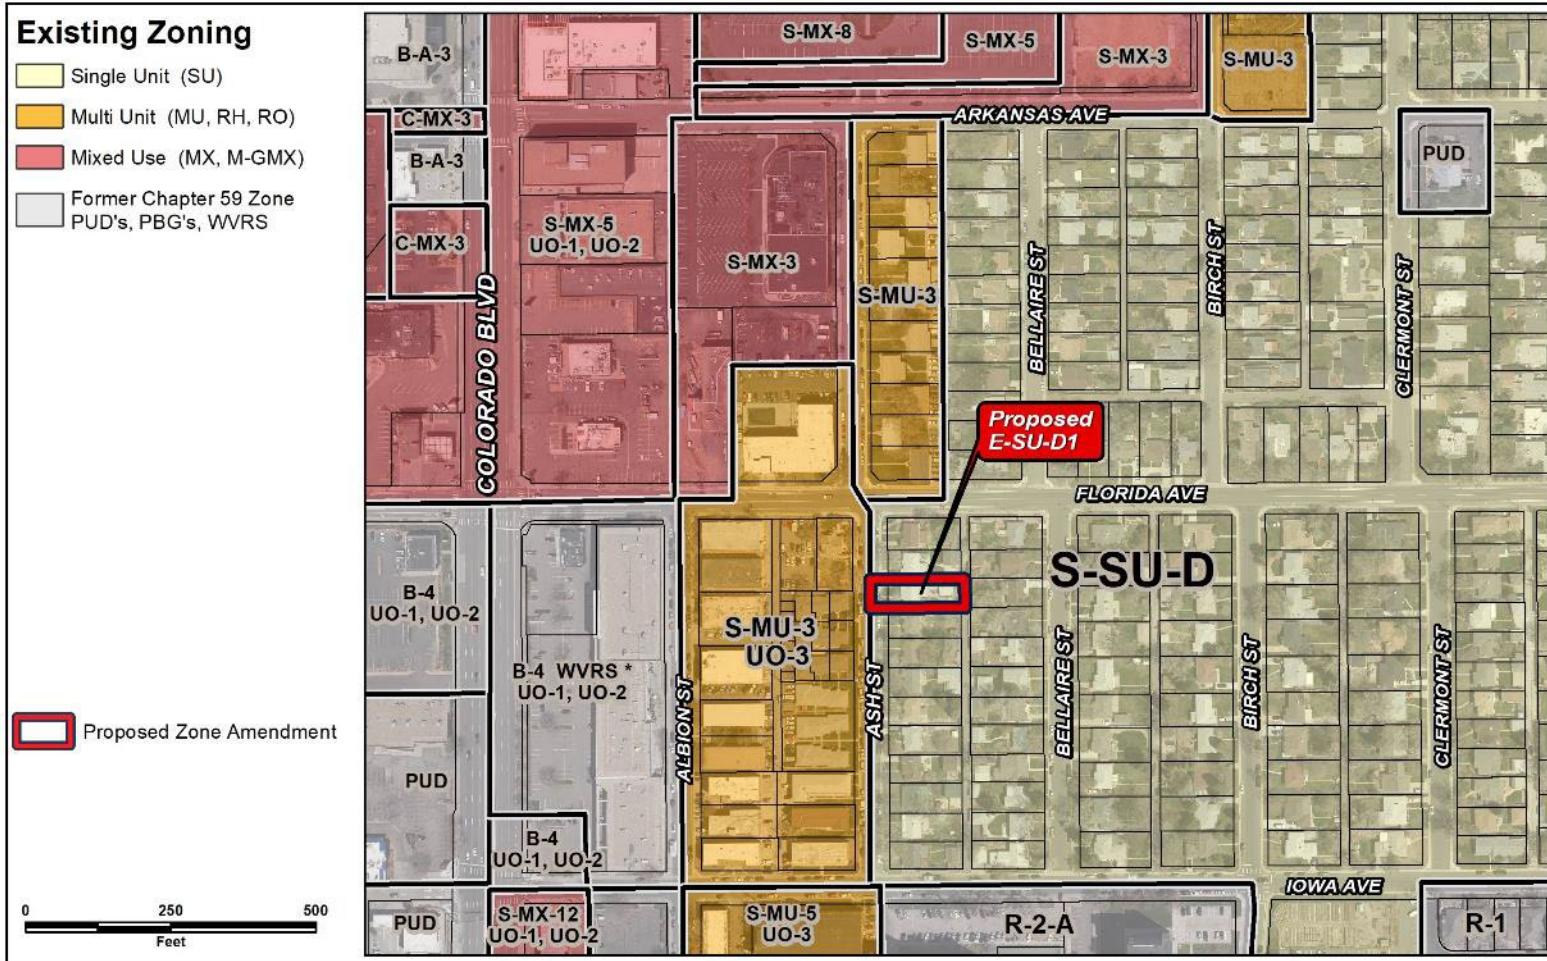 Existing Zoning
Single Unit (SU)
Multi Unit (MU, RH, RO)
Mixed Use (MX, M-GMX)
Former Chapter 59 Zone
PUD's, PBG's, WVRS
Proposed Zone Amendment
0 250 500
Feet
B-A-3
S-MX-8
S-MX-5
S-MX-3
S-MU-3
C-MX-3
ARKANSAS AVE
B-A-3
PUD
C-MX-3
S-MX-5
UO-1, UO-2
S-MX-3
S-MU-3
COLORADO BLVD
BELLAIRE ST
BIRCH ST
CLERMONT ST
Proposed
E-SU-D1
FLORIDA AVE
S-SU-D
B-4
UO-1, UO-2
B-4 WVRS *
UO-1, UO-2
S-MU-3
UO-3
ALBION ST
ASH ST
BELLAIRE ST
BIRCH ST
CLERMONT ST
PUD
B-4
UO-1, UO-2
IOWA AVE
PUD
S-MX-12
UO-1, UO-2
S-MU-5
UO-3
R-2-A
R-1